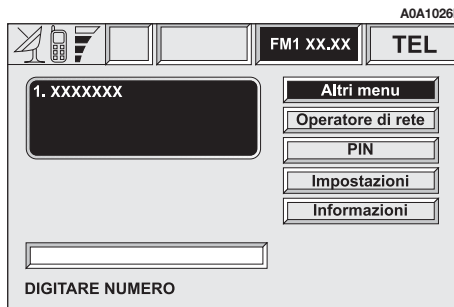 A0A1026
FM1 XX.XX
TEL
1. XXXXXXX
Altri menu
Operatore di rete
PIN
Impostazioni
Informazioni
DIGITARE NUMERO